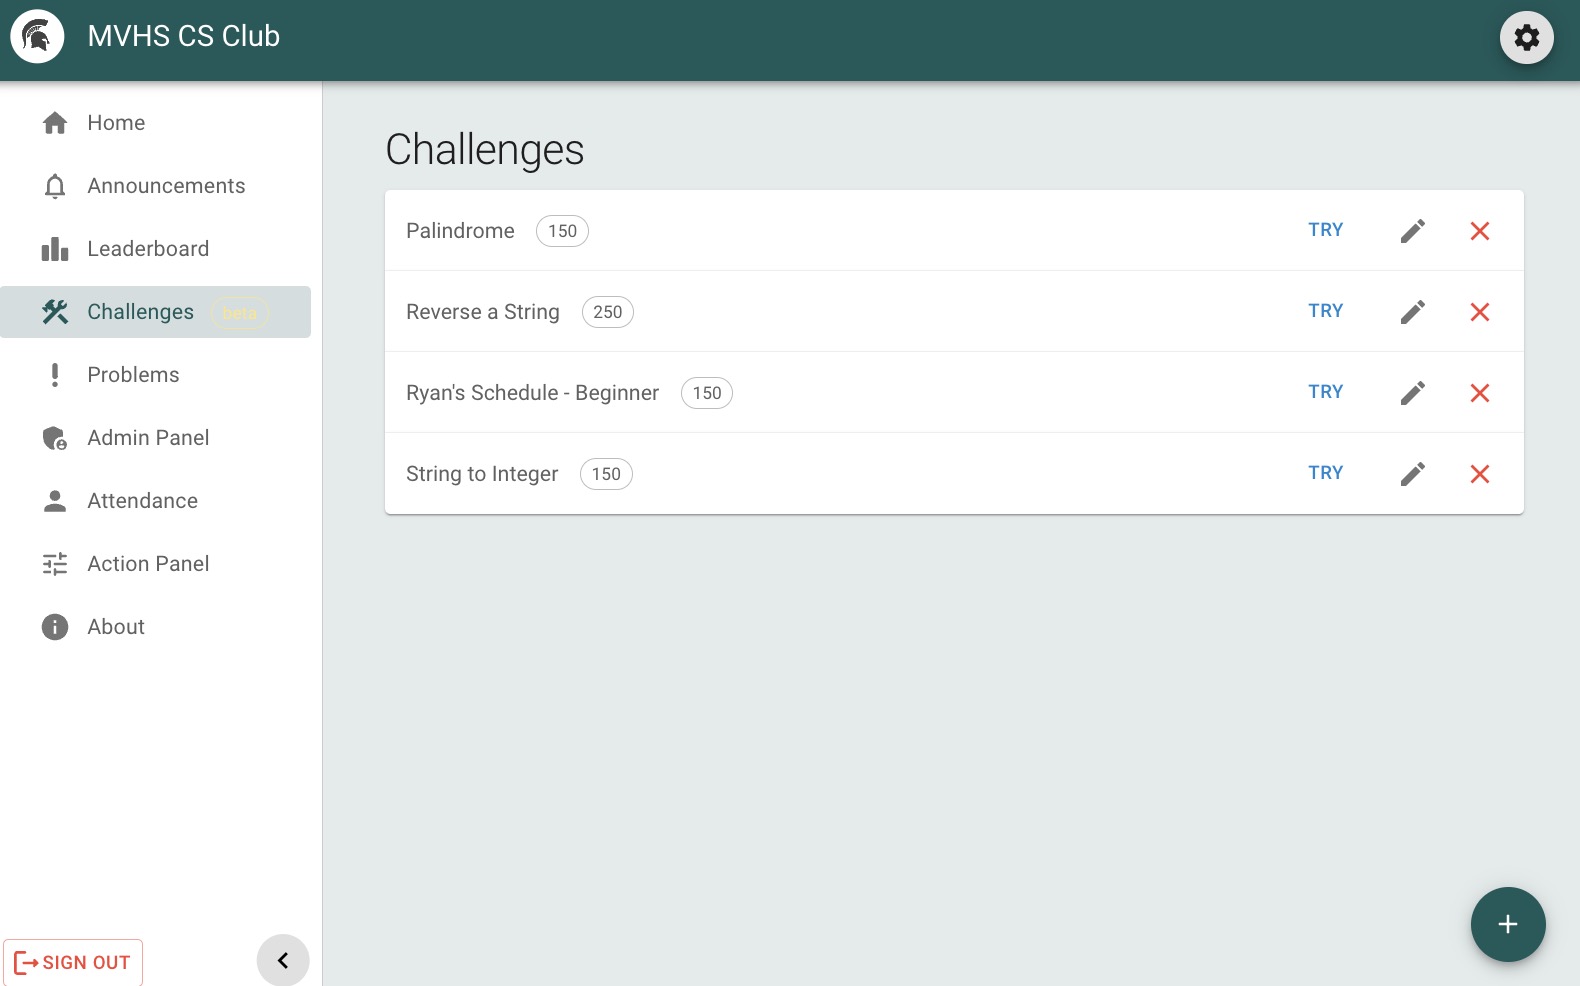 MVHS CS Club
Home
Announcements
Leaderboard
Challenges beta
Problems
Admin Panel
Attendance
Action Panel
About
SIGN OUT
Challenges
Palindrome 150 TRY
Reverse a String 250 TRY
Ryan's Schedule - Beginner 150 TRY
String to Integer 150 TRY